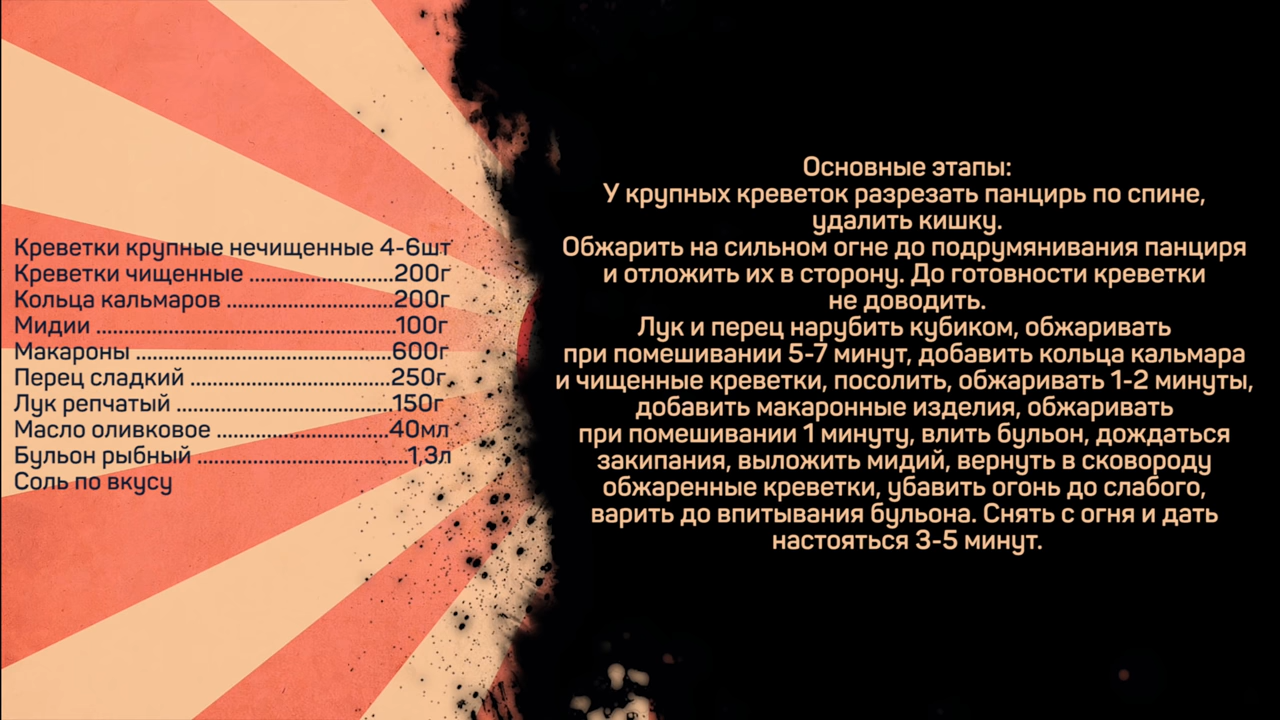 Креветки крупные нечищенные 4-6шт
Креветки чищенные ....................200г
Кольца кальмаров .......................200г
Мидии ..........................................100г
Макароны ...................................600г
Перец сладкий ............................250г
Лук репчатый ..............................150г
Масло оливковое ........................40мл
Бульон рыбный .............................1,3л
Соль по вкусу
Основные этапы:
У крупных креветок разрезать панцирь по спине,
удалить кишку.
Обжарить на сильном огне до подрумянивания панциря
и отложить их в сторону. До готовности креветки
не доводить.
Лук и перец нарубить кубиком, обжаривать
при помешивании 5-7 минут, добавить кольца кальмара
и чищенные креветки, посолить, обжаривать 1-2 минуты,
добавить макаронные изделия, обжаривать
при помешивании 1 минуту, влить бульон, дождаться
закипания, выложить мидий, вернуть в сковороду
обжаренные креветки, убавить огонь до слабого,
варить до впитывания бульона. Снять с огня и дать
настояться 3-5 минут.